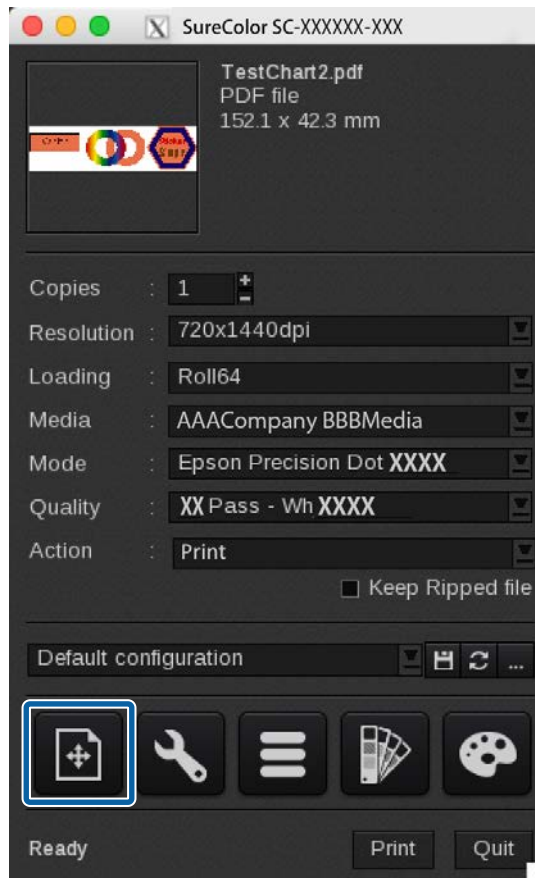 SureColor SC-XXXXXX-XXX
TestChart2.pdf
PDF file
152.1 x 42.3 mm
Copies : 1
Resolution : 720x1440dpi
Loading : Roll64
Media : AAACompany BBBMedia
Mode : Epson Precision Dot XXXX
Quality : XX Pass - Wh XXXX
Action : Print
Keep Ripped file
Default configuration ...
Ready Print Quit